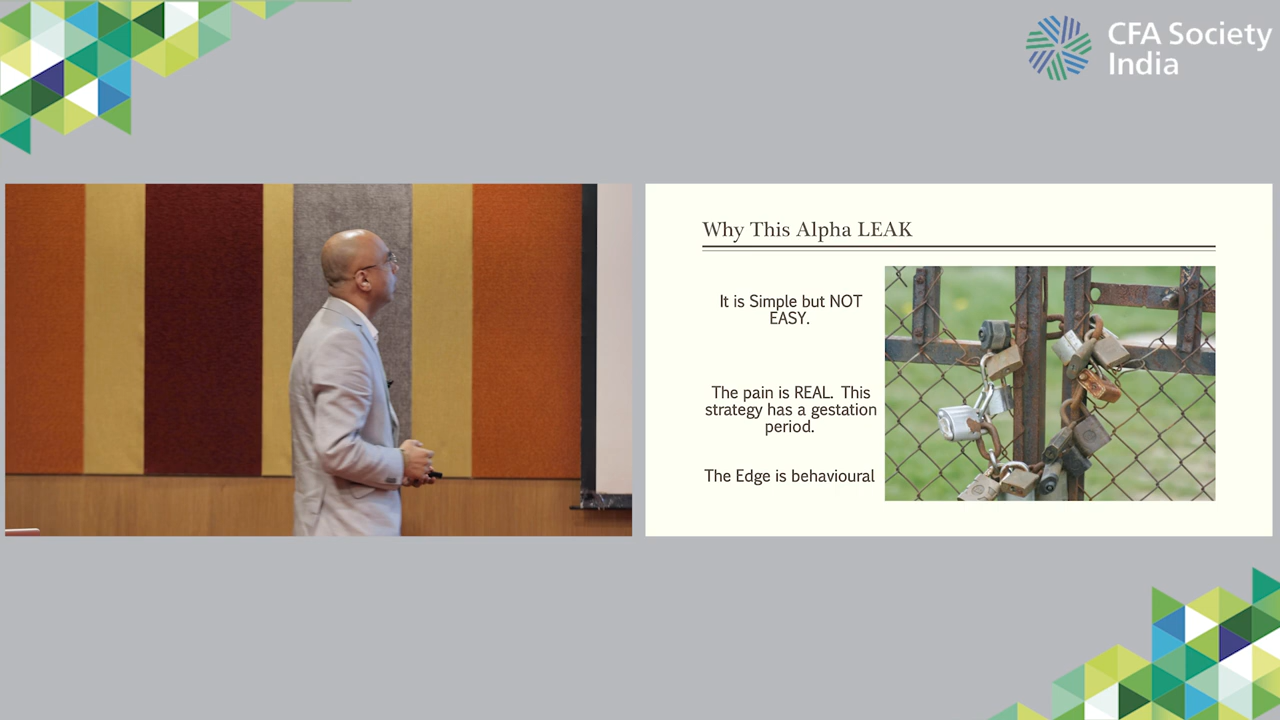 CFA Society
India
Why This Alpha LEAK
It is Simple but NOT
EASY.
The pain is REAL. This
strategy has a gestation
period.
The Edge is behavioural